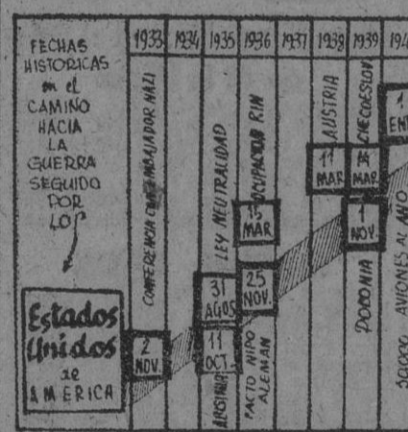 FECHAS
HISTORICAS
en el
CAMINO
HACIA
LA
GUERRA
SEGUIDO
POR
LOS
Estados
Unidos
de
AMERICA
1933
1934
1935
1936
1937
1938
1939
CONFERENCIA CON EMBAJADOR NAZI
2
NOV.
LEY NEUTRALIDAD
31
AGOS
11
OCT.
ABISINIA
OCUPACION RIN
15
MAR
25
NOV.
PACTO NIPO
ALEMAN
AUSTRIA
11
MAR
CHECOESLOV
14
MAR
1
NOV.
POLONIA
1
AVIONES AL AÑO